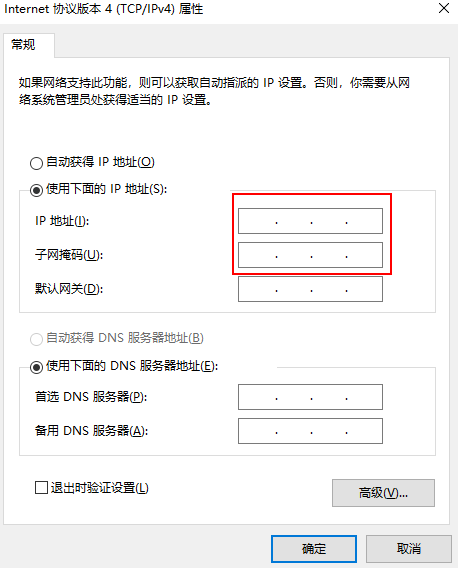 Internet 协议版本 4 (TCP/IPv4) 属性
常规
如果网络支持此功能，则可以获取自动指派的 IP 设置。否则，你需要从网
络系统管理员处获得适当的 IP 设置。
自动获得 IP 地址(O)
使用下面的 IP 地址(S):
IP 地址(I):
子网掩码(U):
默认网关(D):
自动获得 DNS 服务器地址(B)
使用下面的 DNS 服务器地址(E):
首选 DNS 服务器(P):
备用 DNS 服务器(A):
退出时验证设置(L)
高级(V)...
确定
取消